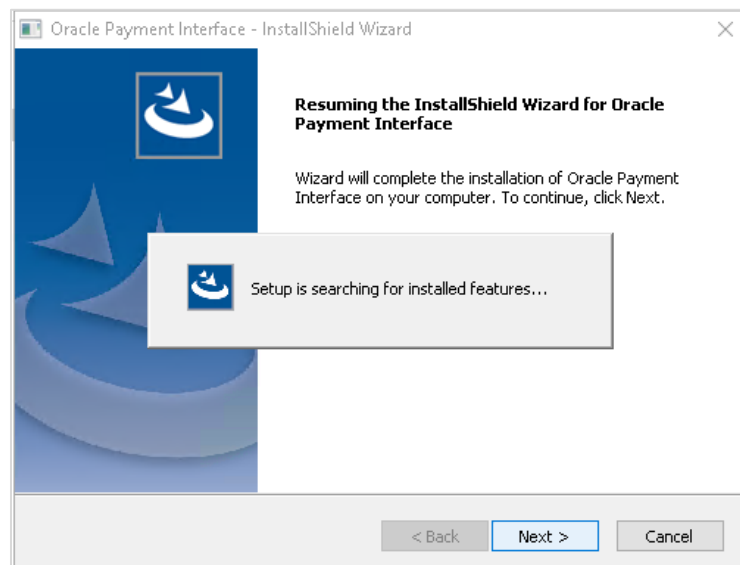 Oracle Payment Interface - InstallShield Wizard
Resuming the InstallShield Wizard for Oracle
Payment Interface
Wizard will complete the installation of Oracle Payment
Interface on your computer. To continue, click Next.
Setup is searching for installed features...
< Back
Next >
Cancel